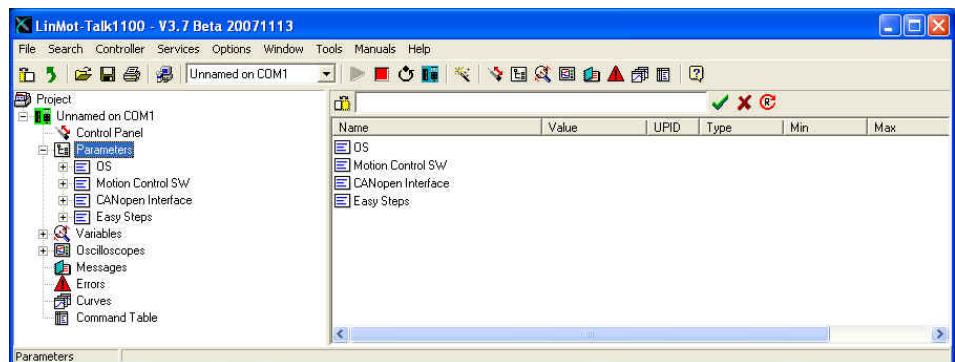 LinMot-Talk1100 - V3.7 Beta 20071113
File Search Controller Services Options Window Tools Manuals Help
Unnamed on COM1
Project
Unnamed on COM1
Control Panel
Parameters
OS
Motion Control SW
CANopen Interface
Easy Steps
Variables
Oscilloscopes
Messages
Errors
Curves
Command Table
Name Value UPID Type Min Max
OS
Motion Control SW
CANopen Interface
Easy Steps
Parameters